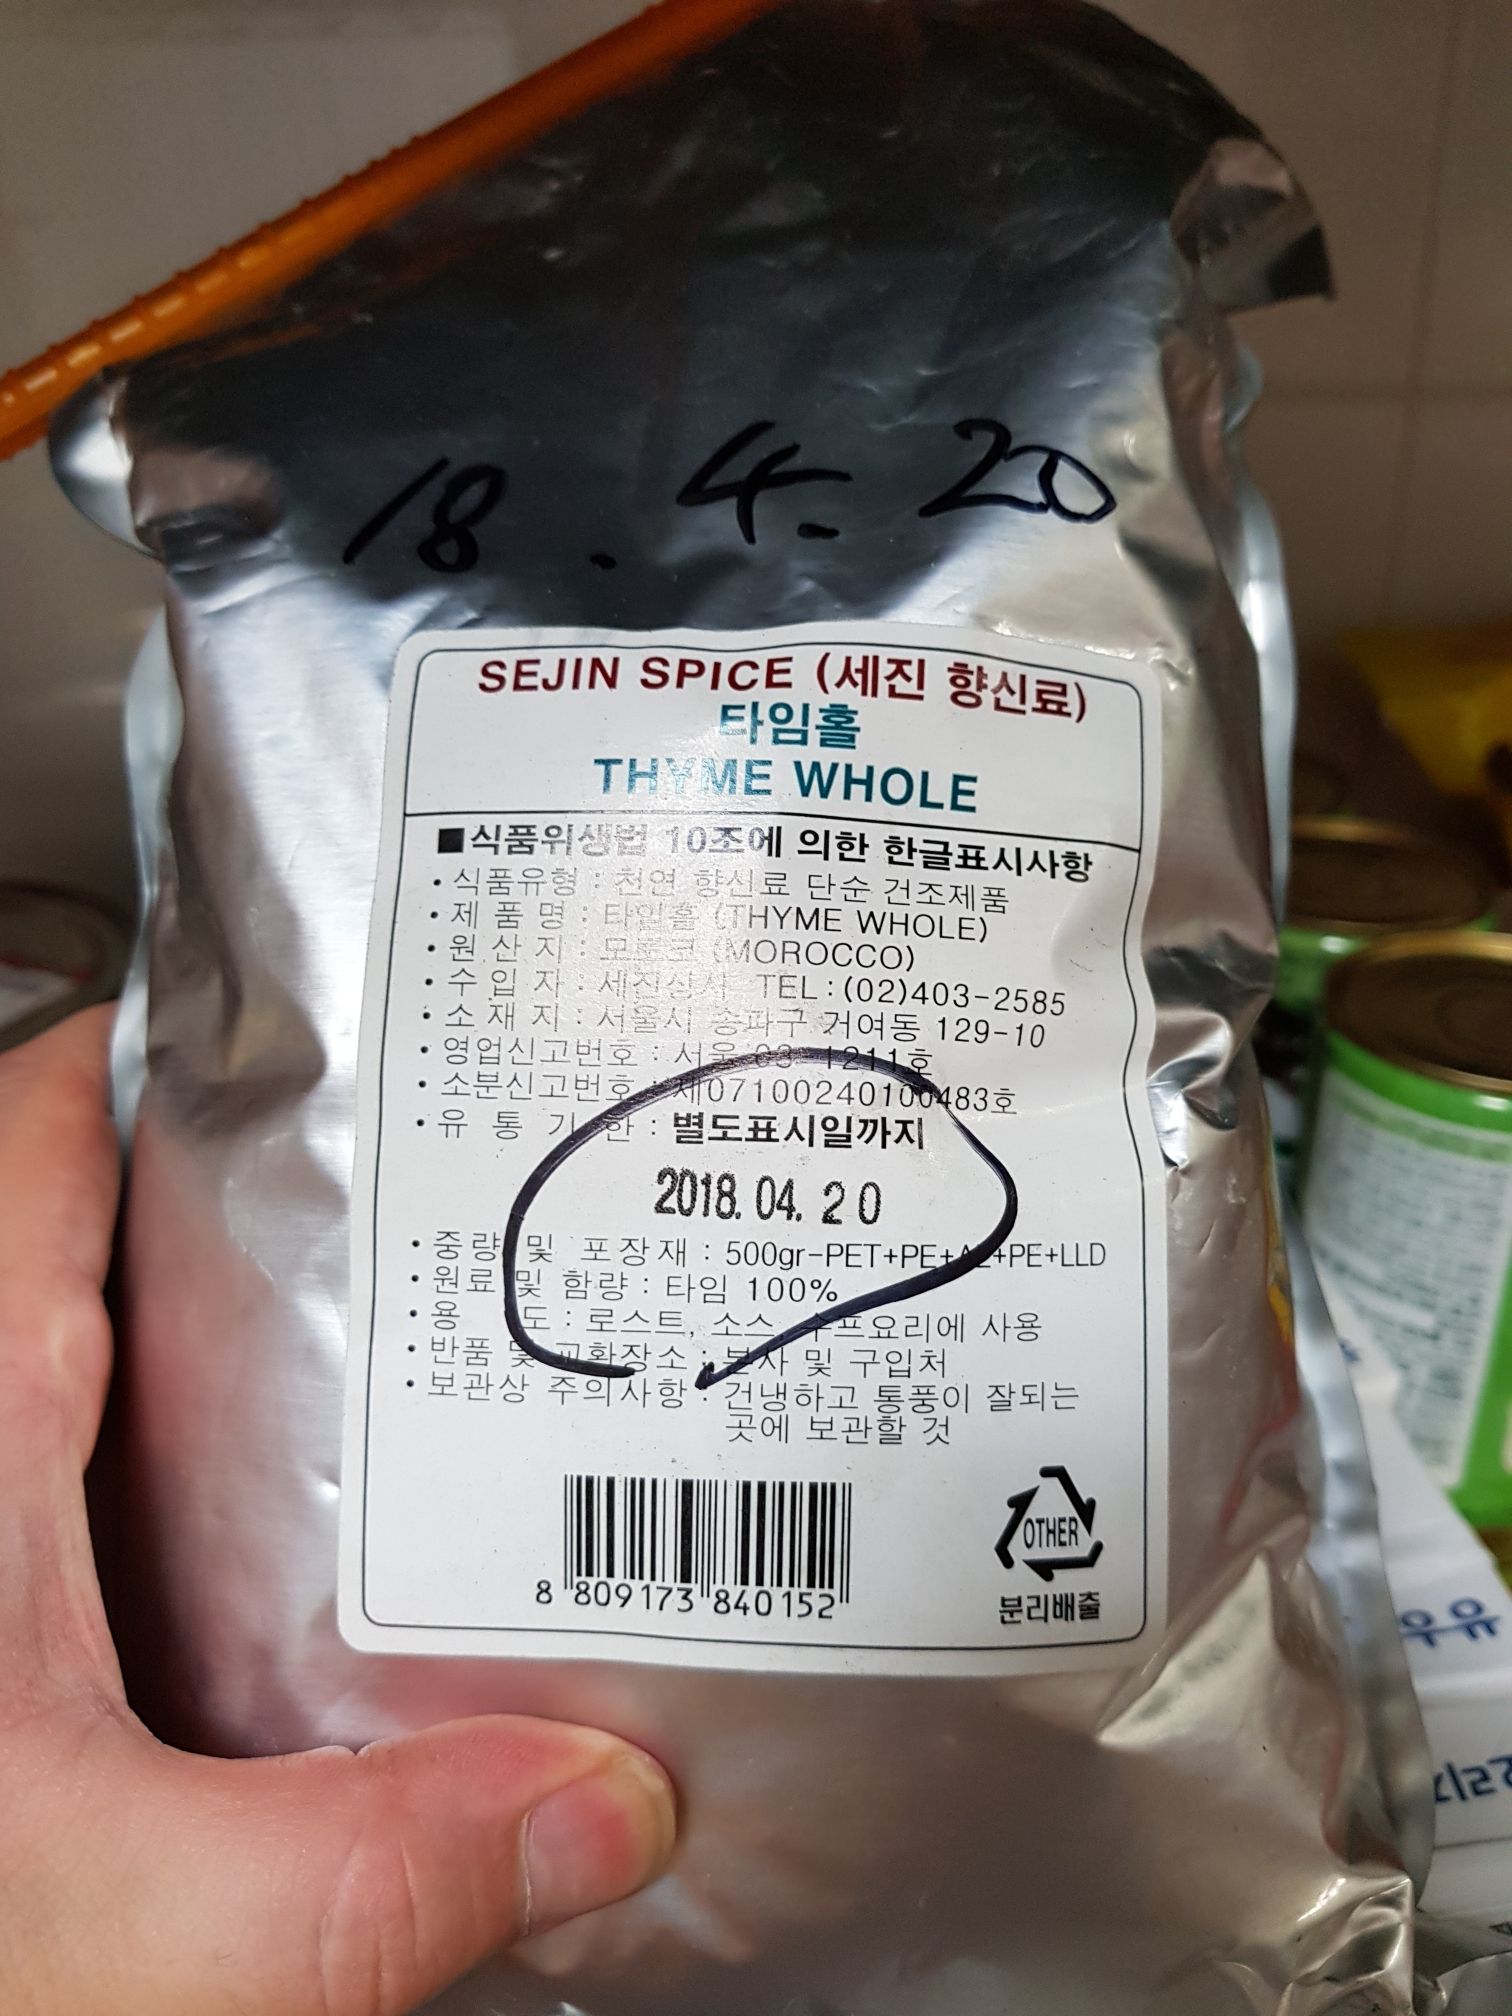 18. 4. 20
SEJIN SPICE (세진 향신료)
타임홀
THYME WHOLE
■식품위생법 10조에 의한 한글표시사항
· 식품유형 : 천연 향신료 단순 건조제품
· 제 품 명 : 타임홀 (THYME WHOLE)
· 원 산 지 : 모로코 (MOROCCO)
· 수 입 자 : 세진상사 TEL:(02)403-2585
· 소 재 지 : 서울시 송파구 거여동 129-10
· 영업신고번호 : 서울 03-1211호
· 소분신고번호 : 제07100240100483호
· 유 통 기 한 : 별도표시일까지
2018. 04. 20
· 중량 및 포장재 : 500gr-PET+PE+AL+PE+LLD
· 원료 및 함량 : 타임 100%
· 용 도 : 로스트, 소스, 수프요리에 사용
· 반품 및 교환장소 : 본사 및 구입처
· 보관상 주의사항 : 건냉하고 통풍이 잘되는
곳에 보관할 것
8 809173 840152
OTHER
분리배출
우유